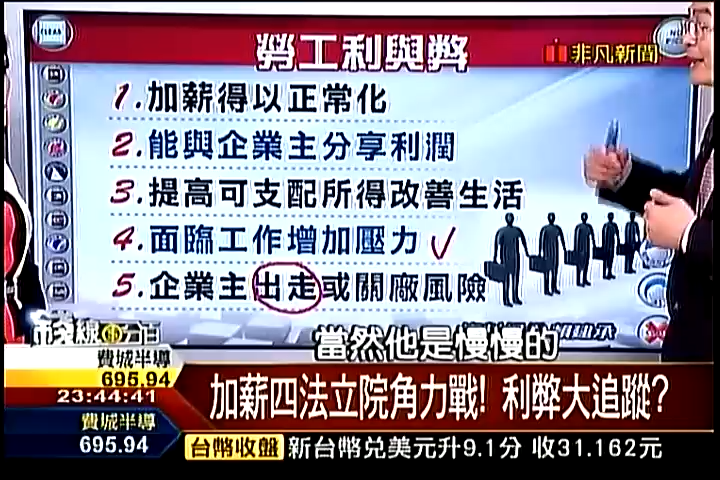 CLEAR
勞工利與弊
非凡新聞
1.加薪得以正常化
2.能與企業主分享利潤
3.提高可支配所得改善生活
4.面臨工作增加壓力
5.企業主出走或關廠風險
當然他是慢慢的
費城半導
695.94
23:44:41
加薪四法立院角力戰! 利弊大追蹤?
費城半導
695.94
台幣收盤 新台幣兌美元升9.1分 收31.162元